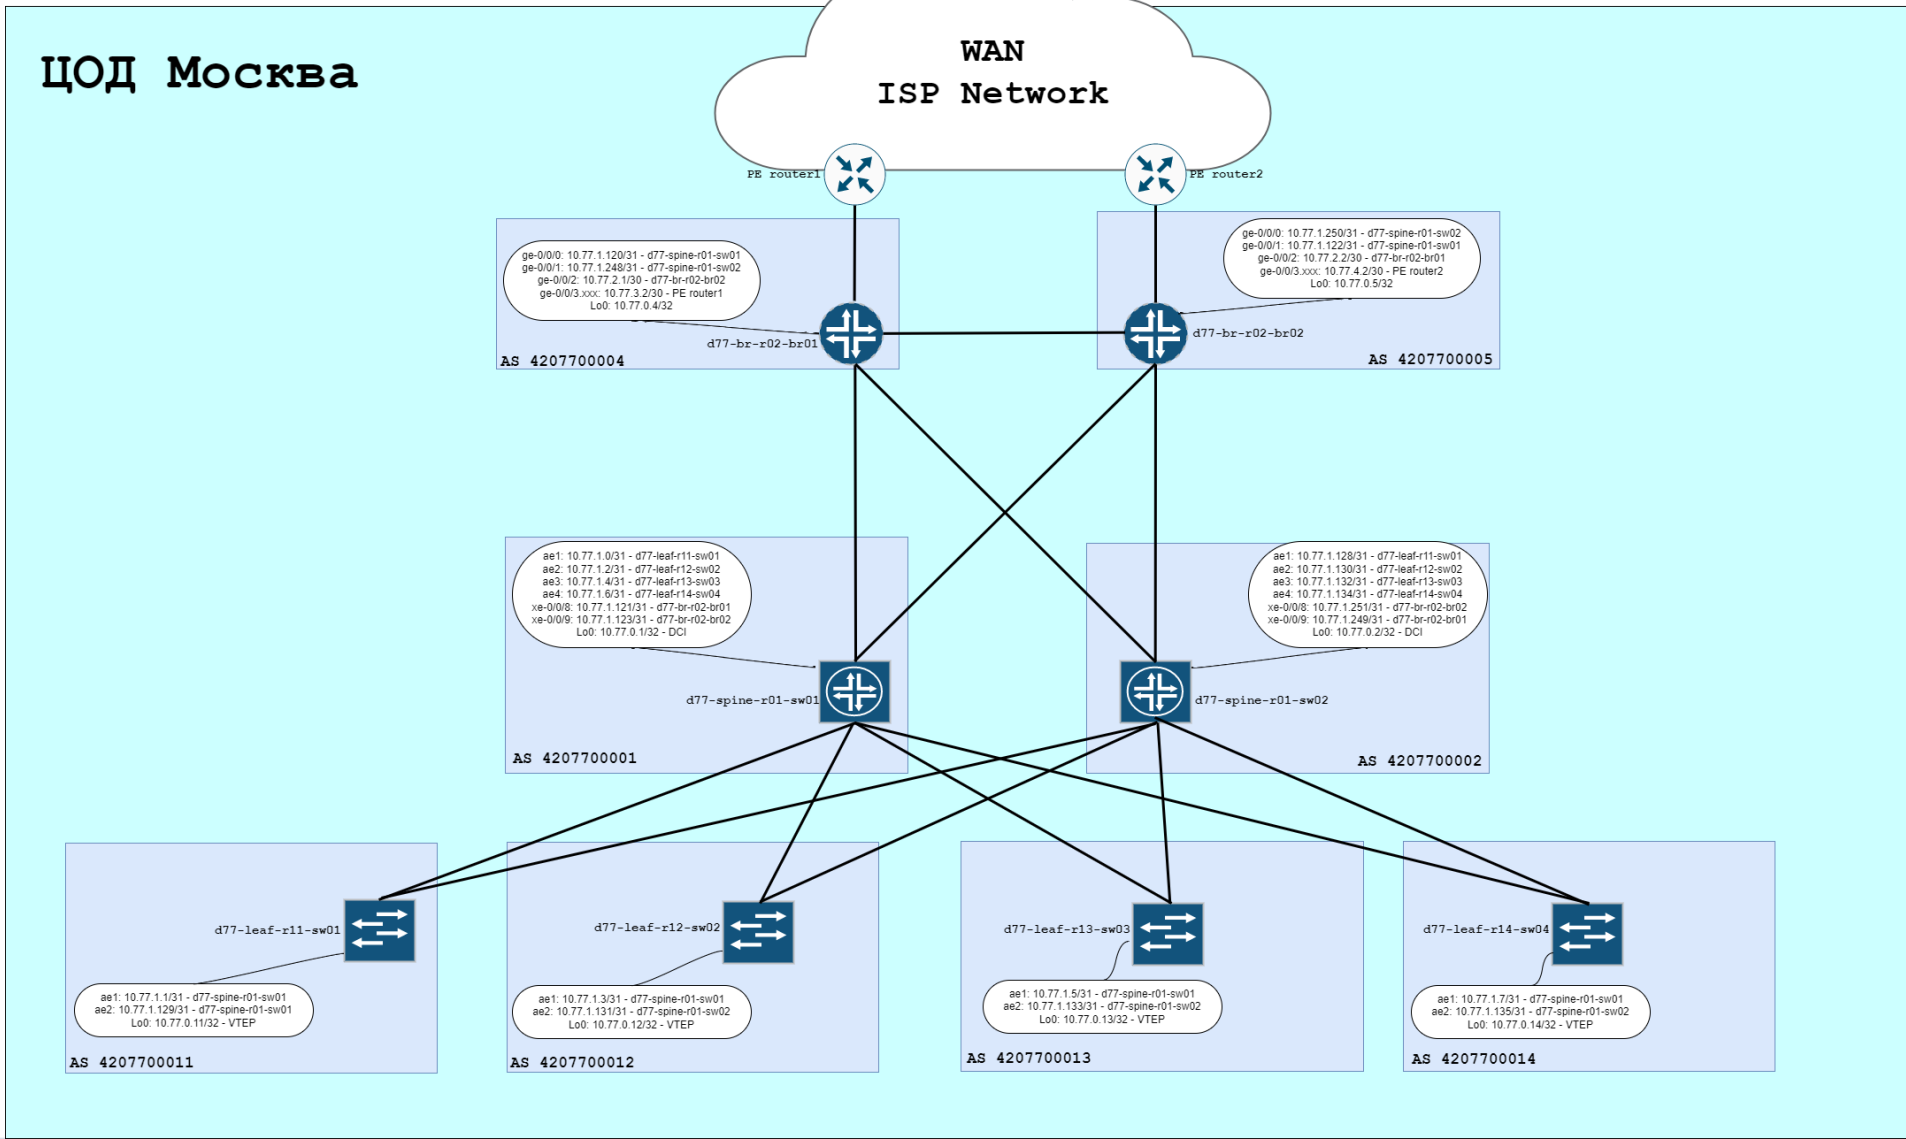 ЦОД Москва
WAN
ISP Network
PE router1
PE router2
ge-0/0/0: 10.77.1.120/31 - d77-spine-r01-sw01
ge-0/0/1: 10.77.1.248/31 - d77-spine-r01-sw02
ge-0/0/2: 10.77.2.1/30 - d77-br-r02-br02
ge-0/0/3.xxx: 10.77.3.2/30 - PE router1
Lo0: 10.77.0.4/32
d77-br-r02-br01
AS 4207700004
ge-0/0/0: 10.77.1.250/31 - d77-spine-r01-sw02
ge-0/0/1: 10.77.1.122/31 - d77-spine-r01-sw01
ge-0/0/2: 10.77.2.2/30 - d77-br-r02-br01
ge-0/0/3.xxx: 10.77.4.2/30 - PE router2
Lo0: 10.77.0.5/32
d77-br-r02-br02
AS 4207700005
ae1: 10.77.1.0/31 - d77-leaf-r11-sw01
ae2: 10.77.1.2/31 - d77-leaf-r12-sw02
ae3: 10.77.1.4/31 - d77-leaf-r13-sw03
ae4: 10.77.1.6/31 - d77-leaf-r14-sw04
xe-0/0/8: 10.77.1.121/31 - d77-br-r02-br01
xe-0/0/9: 10.77.1.123/31 - d77-br-r02-br02
Lo0: 10.77.0.1/32 - DCI
d77-spine-r01-sw01
AS 4207700001
ae1: 10.77.1.128/31 - d77-leaf-r11-sw01
ae2: 10.77.1.130/31 - d77-leaf-r12-sw02
ae3: 10.77.1.132/31 - d77-leaf-r13-sw03
ae4: 10.77.1.134/31 - d77-leaf-r14-sw04
xe-0/0/8: 10.77.1.251/31 - d77-br-r02-br02
xe-0/0/9: 10.77.1.249/31 - d77-br-r02-br01
Lo0: 10.77.0.2/32 - DCI
d77-spine-r01-sw02
AS 4207700002
d77-leaf-r11-sw01
ae1: 10.77.1.1/31 - d77-spine-r01-sw01
ae2: 10.77.1.129/31 - d77-spine-r01-sw01
Lo0: 10.77.0.11/32 - VTEP
AS 4207700011
d77-leaf-r12-sw02
ae1: 10.77.1.3/31 - d77-spine-r01-sw01
ae2: 10.77.1.131/31 - d77-spine-r01-sw02
Lo0: 10.77.0.12/32 - VTEP
AS 4207700012
d77-leaf-r13-sw03
ae1: 10.77.1.5/31 - d77-spine-r01-sw01
ae2: 10.77.1.133/31 - d77-spine-r01-sw02
Lo0: 10.77.0.13/32 - VTEP
AS 4207700013
d77-leaf-r14-sw04
ae1: 10.77.1.7/31 - d77-spine-r01-sw01
ae2: 10.77.1.135/31 - d77-spine-r01-sw02
Lo0: 10.77.0.14/32 - VTEP
AS 4207700014